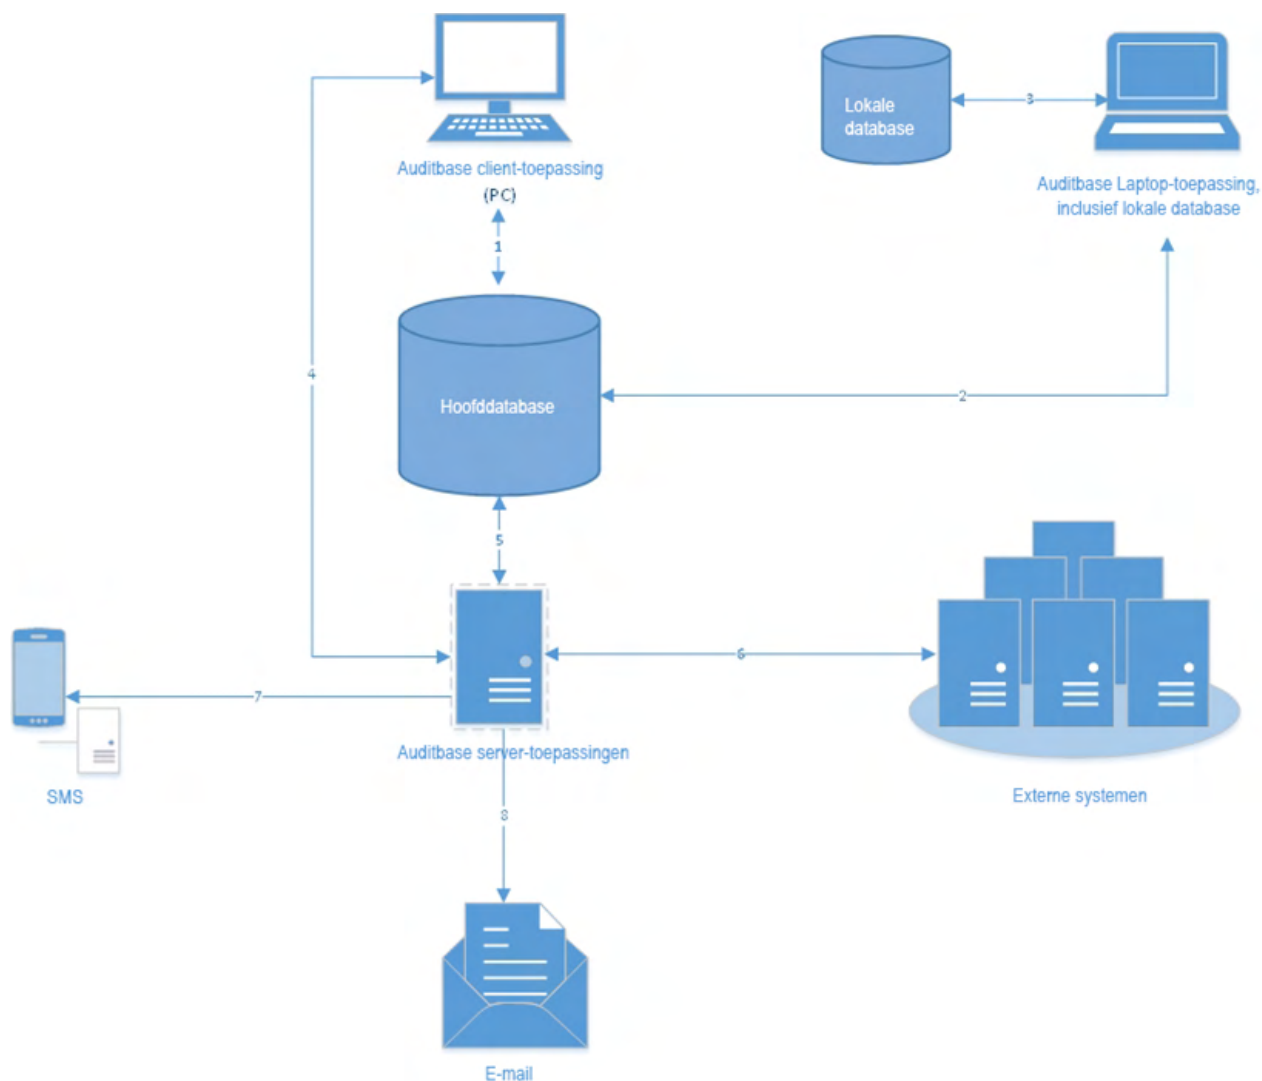 Lokale
database
3
Auditbase client-toepassing
(PC)
Auditbase Laptop-toepassing,
inclusief lokale database
1
4
2
Hoofddatabase
5
6
7
Auditbase server-toepassingen
SMS
Externe systemen
8
E-mail